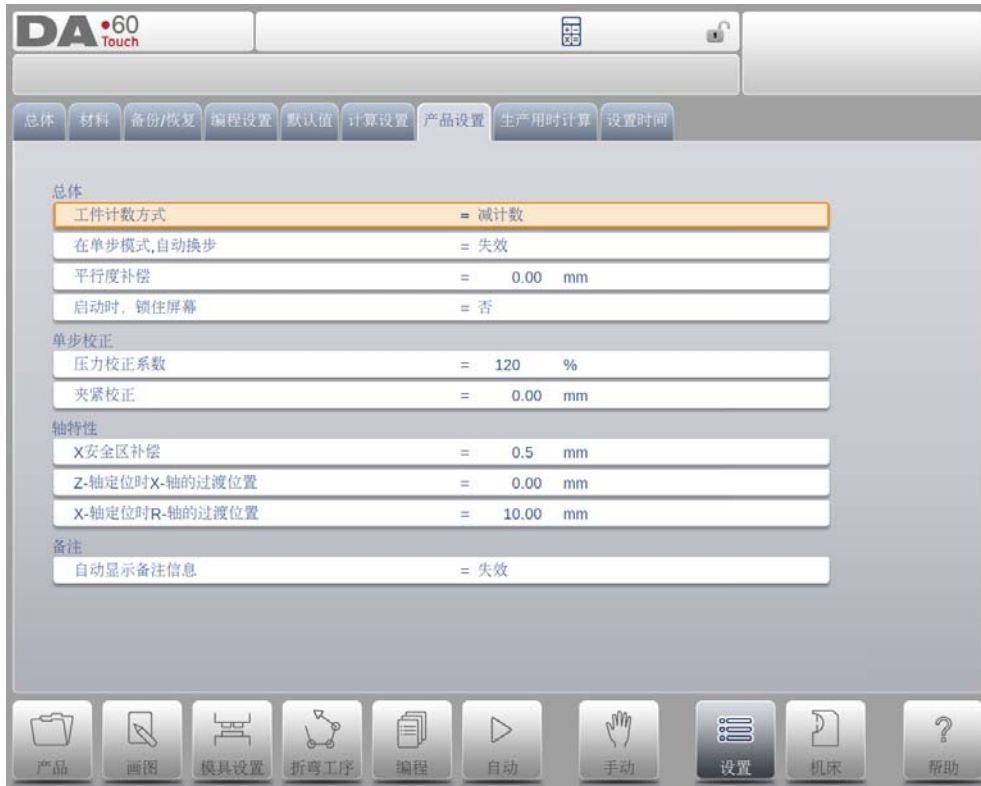 DA•60
Touch
总体 材料 备份/恢复 编程设置 默认值 计算设置 产品设置 生产用时计算 设置时间
总体
工件计数方式 = 减计数
在单步模式,自动换步 = 失效
平行度补偿 = 0.00 mm
启动时，锁住屏幕 = 否
单步校正
压力校正系数 = 120 %
夹紧校正 = 0.00 mm
轴特性
X安全区补偿 = 0.5 mm
Z-轴定位时X-轴的过渡位置 = 0.00 mm
X-轴定位时R-轴的过渡位置 = 10.00 mm
备注
自动显示备注信息 = 失效
产品 画图 模具设置 折弯工序 编程 自动 手动 设置 机床 帮助